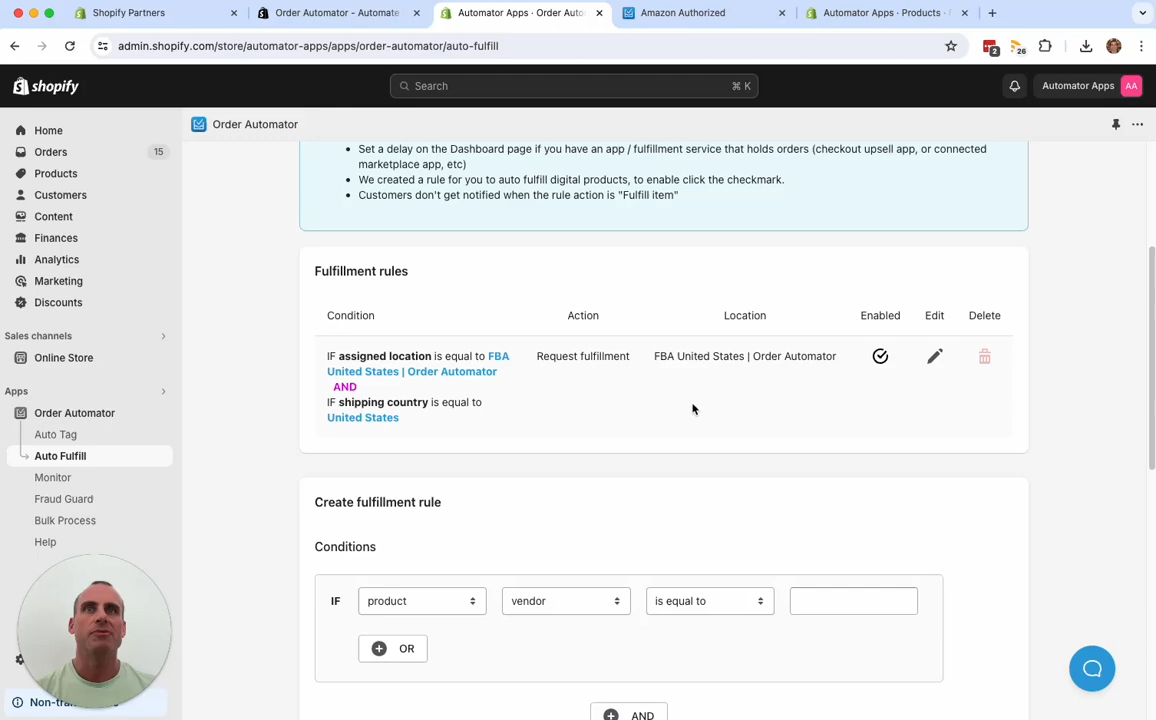 Shopify Partners
Order Automator - Automate
Automator Apps · Order Auto
Amazon Authorized
Automator Apps · Products ·
admin.shopify.com/store/automator-apps/apps/order-automator/auto-fulfill
2
26
shopify
Search
⌘ K
Automator Apps
AA
Home
Orders
15
Products
Customers
Content
Finances
Analytics
Marketing
Discounts
Sales channels
Online Store
Apps
Order Automator
Auto Tag
Auto Fulfill
Monitor
Fraud Guard
Bulk Process
Help
Non-tra
Order Automator
• Set a delay on the Dashboard page if you have an app / fulfillment service that holds orders (checkout upsell app, or connected
marketplace app, etc)
• We created a rule for you to auto fulfill digital products, to enable click the checkmark.
• Customers don't get notified when the rule action is "Fulfill item"
Fulfillment rules
Condition
Action
Location
Enabled
Edit
Delete
IF assigned location is equal to FBA
United States | Order Automator
AND
IF shipping country is equal to
United States
Request fulfillment
FBA United States | Order Automator
Create fulfillment rule
Conditions
IF
product
vendor
is equal to
OR
AND